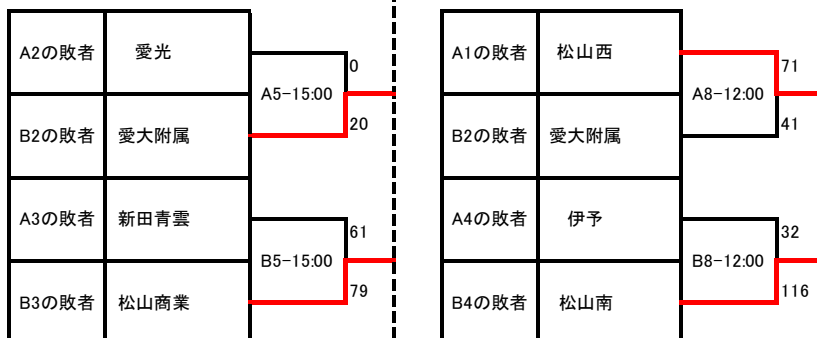 A2の敗者 愛光
0
A5-15:00
20
B2の敗者 愛大附属
A3の敗者 新田青雲
61
B5-15:00
79
B3の敗者 松山商業
A1の敗者 松山西
71
A8-12:00
41
B2の敗者 愛大附属
A4の敗者 伊予
32
B8-12:00
116
B4の敗者 松山南